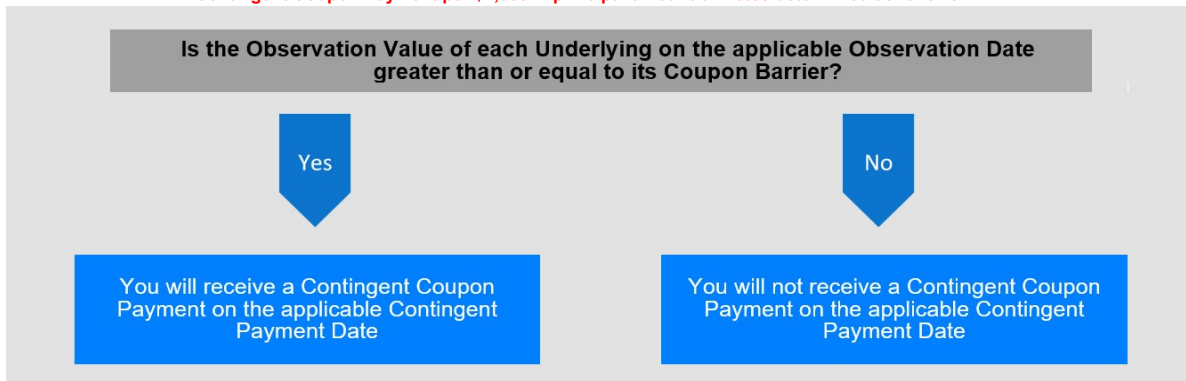 Is the Observation Value of each Underlying on the applicable Observation Date
greater than or equal to its Coupon Barrier?
Yes
No
You will receive a Contingent Coupon
Payment on the applicable Contingent
Payment Date
You will not receive a Contingent Coupon
Payment on the applicable Contingent
Payment Date